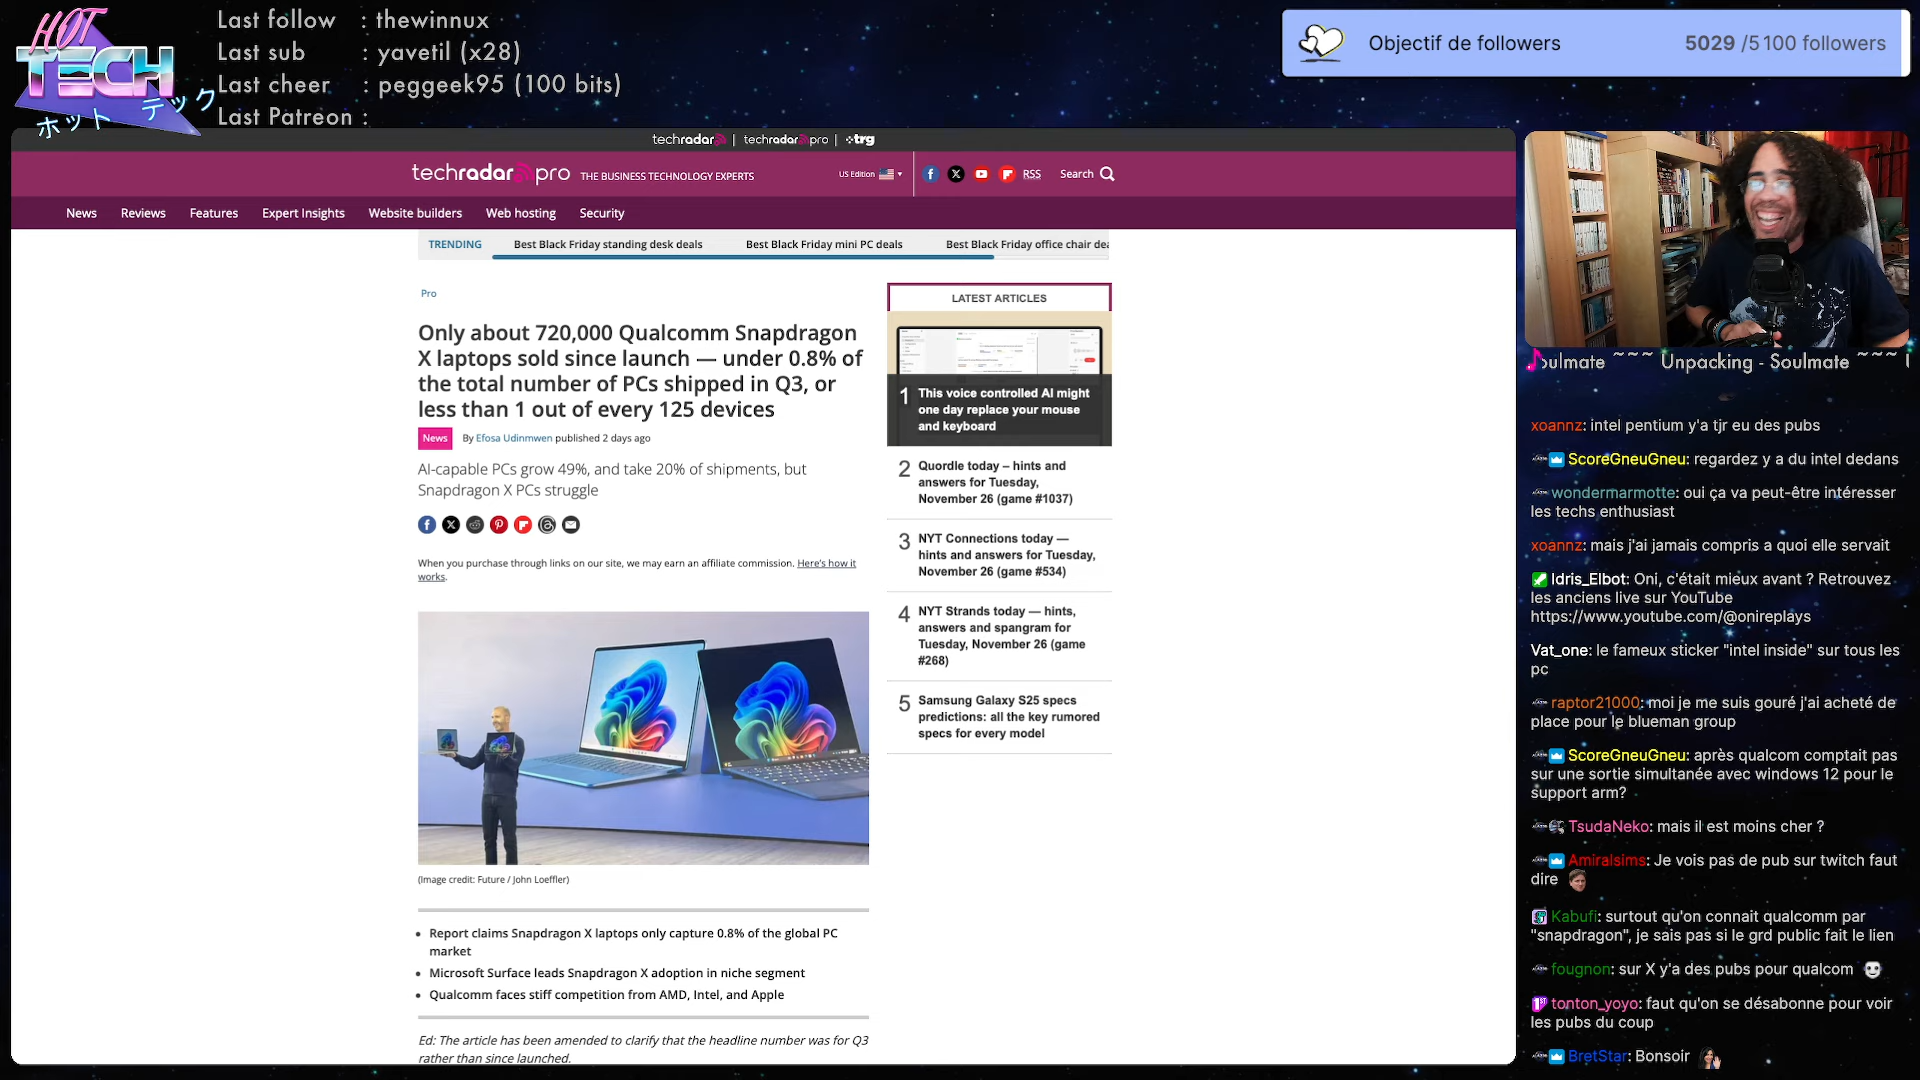 HOT
TECH
ホット テック
Last follow : thewinnux
Last sub : yavetil (x28)
Last cheer : peggeek95 (100 bits)
Last Patreon :
Objectif de followers
5029 /5 100 followers
techradar | techradar pro | trg
techradar pro THE BUSINESS TECHNOLOGY EXPERTS
US Edition
RSS
Search
News
Reviews
Features
Expert Insights
Website builders
Web hosting
Security
TRENDING
Best Black Friday standing desk deals
Best Black Friday mini PC deals
Best Black Friday office chair dea
Pro
Only about 720,000 Qualcomm Snapdragon
X laptops sold since launch — under 0.8% of
the total number of PCs shipped in Q3, or
less than 1 out of every 125 devices
News
By Efosa Udinmwen published 2 days ago
AI-capable PCs grow 49%, and take 20% of shipments, but
Snapdragon X PCs struggle
When you purchase through links on our site, we may earn an affiliate commission. Here's how it
works.
(Image credit: Future / John Loeffler)
Report claims Snapdragon X laptops only capture 0.8% of the global PC
market
Microsoft Surface leads Snapdragon X adoption in niche segment
Qualcomm faces stiff competition from AMD, Intel, and Apple
Ed: The article has been amended to clarify that the headline number was for Q3
rather than since launched.
LATEST ARTICLES
1 This voice controlled AI might
one day replace your mouse
and keyboard
2 Quordle today – hints and
answers for Tuesday,
November 26 (game #1037)
3 NYT Connections today —
hints and answers for Tuesday,
November 26 (game #534)
4 NYT Strands today — hints,
answers and spangram for
Tuesday, November 26 (game
#268)
5 Samsung Galaxy S25 specs
predictions: all the key rumored
specs for every model
oulmate ~~~ Unpacking - Soulmate ~~~
xoannz: intel pentium y'a tjr eu des pubs
ScoreGneuGneu: regardez y a du intel dedans
wondermarmotte: oui ça va peut-être intéresser
les techs enthusiast
xoannz: mais j'ai jamais compris a quoi elle servait
Idris_Elbot: Oni, c'était mieux avant ? Retrouvez
les anciens live sur YouTube
https://www.youtube.com/@onireplays
Vat_one: le fameux sticker "intel inside" sur tous les
pc
raptor21000: moi je me suis gouré j'ai acheté de
place pour le blueman group
ScoreGneuGneu: après qualcom comptait pas
sur une sortie simultanée avec windows 12 pour le
support arm?
TsudaNeko: mais il est moins cher ?
Amiralsims: Je vois pas de pub sur twitch faut
dire
Kabufi: surtout qu'on connait qualcomm par
"snapdragon", je sais pas si le grd public fait le lien
fougnon: sur X y'a des pubs pour qualcom
tonton_yoyo: faut qu'on se désabonne pour voir
les pubs du coup
BretStar: Bonsoir